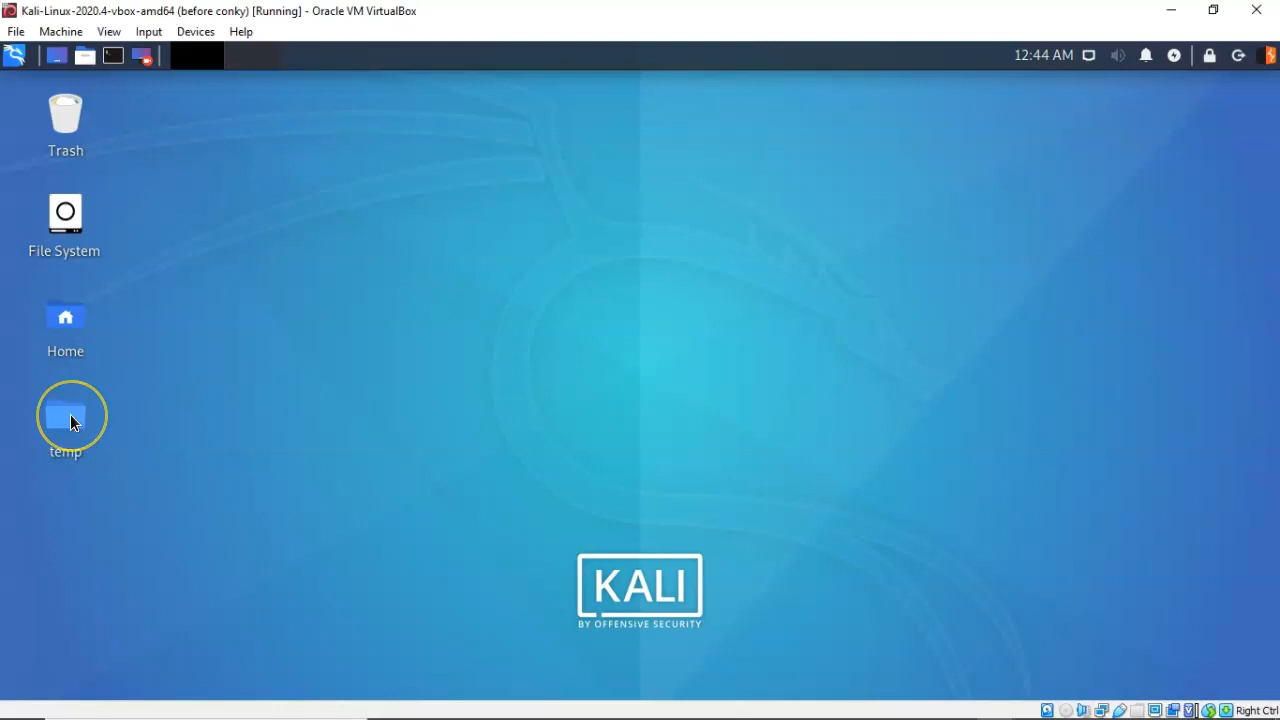 Kali-Linux-2020.4-vbox-amd64 (before conky) [Running] - Oracle VM VirtualBox
File Machine View Input Devices Help
12:44 AM
Trash
File System
Home
temp
KALI
BY OFFENSIVE SECURITY
Right Ctrl